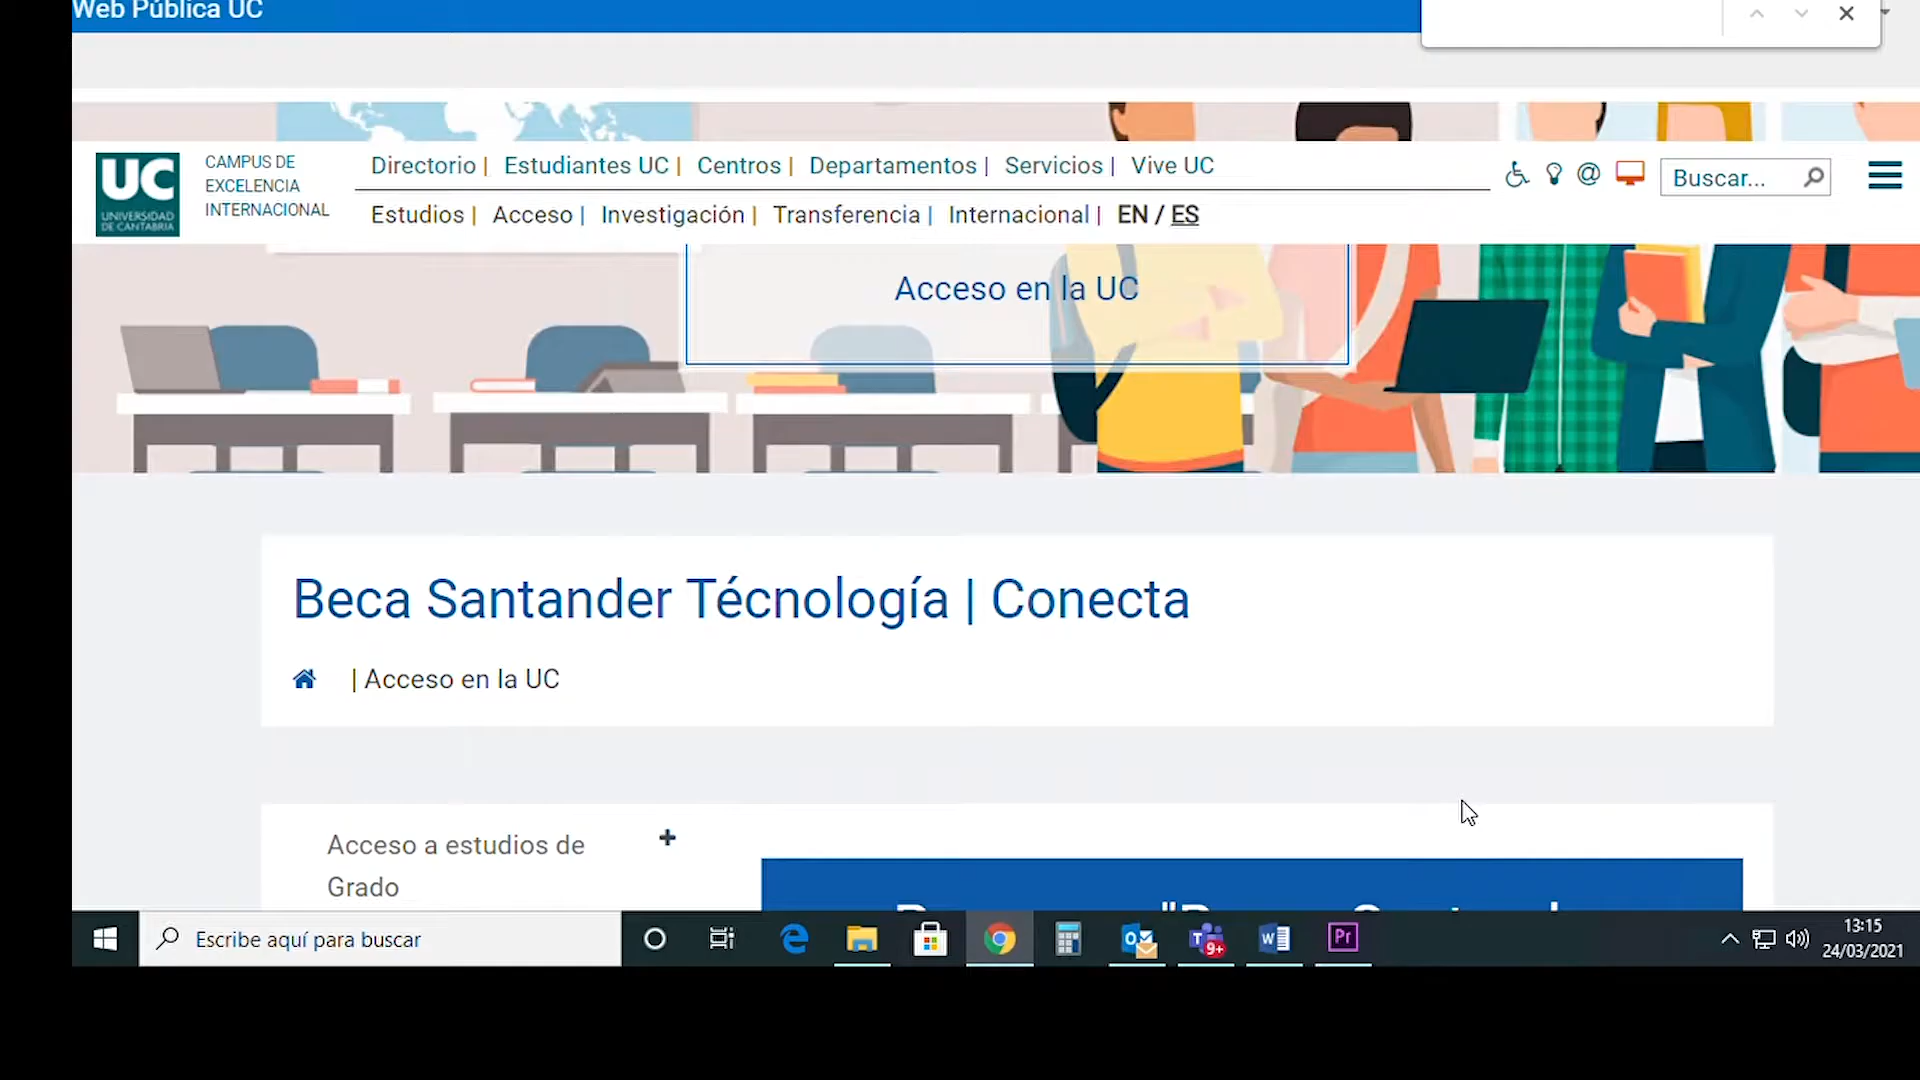 Web Pública UC
UC
UNIVERSIDAD
DE CANTABRIA
CAMPUS DE
EXCELENCIA
INTERNACIONAL
Directorio | Estudiantes UC | Centros | Departamentos | Servicios | Vive UC
Buscar...
Estudios | Acceso | Investigación | Transferencia | Internacional | EN / ES
Acceso en la UC
Beca Santander Técnología | Conecta
| Acceso en la UC
Acceso a estudios de
Grado
Escribe aquí para buscar
9+
Pr
13:15
24/03/2021